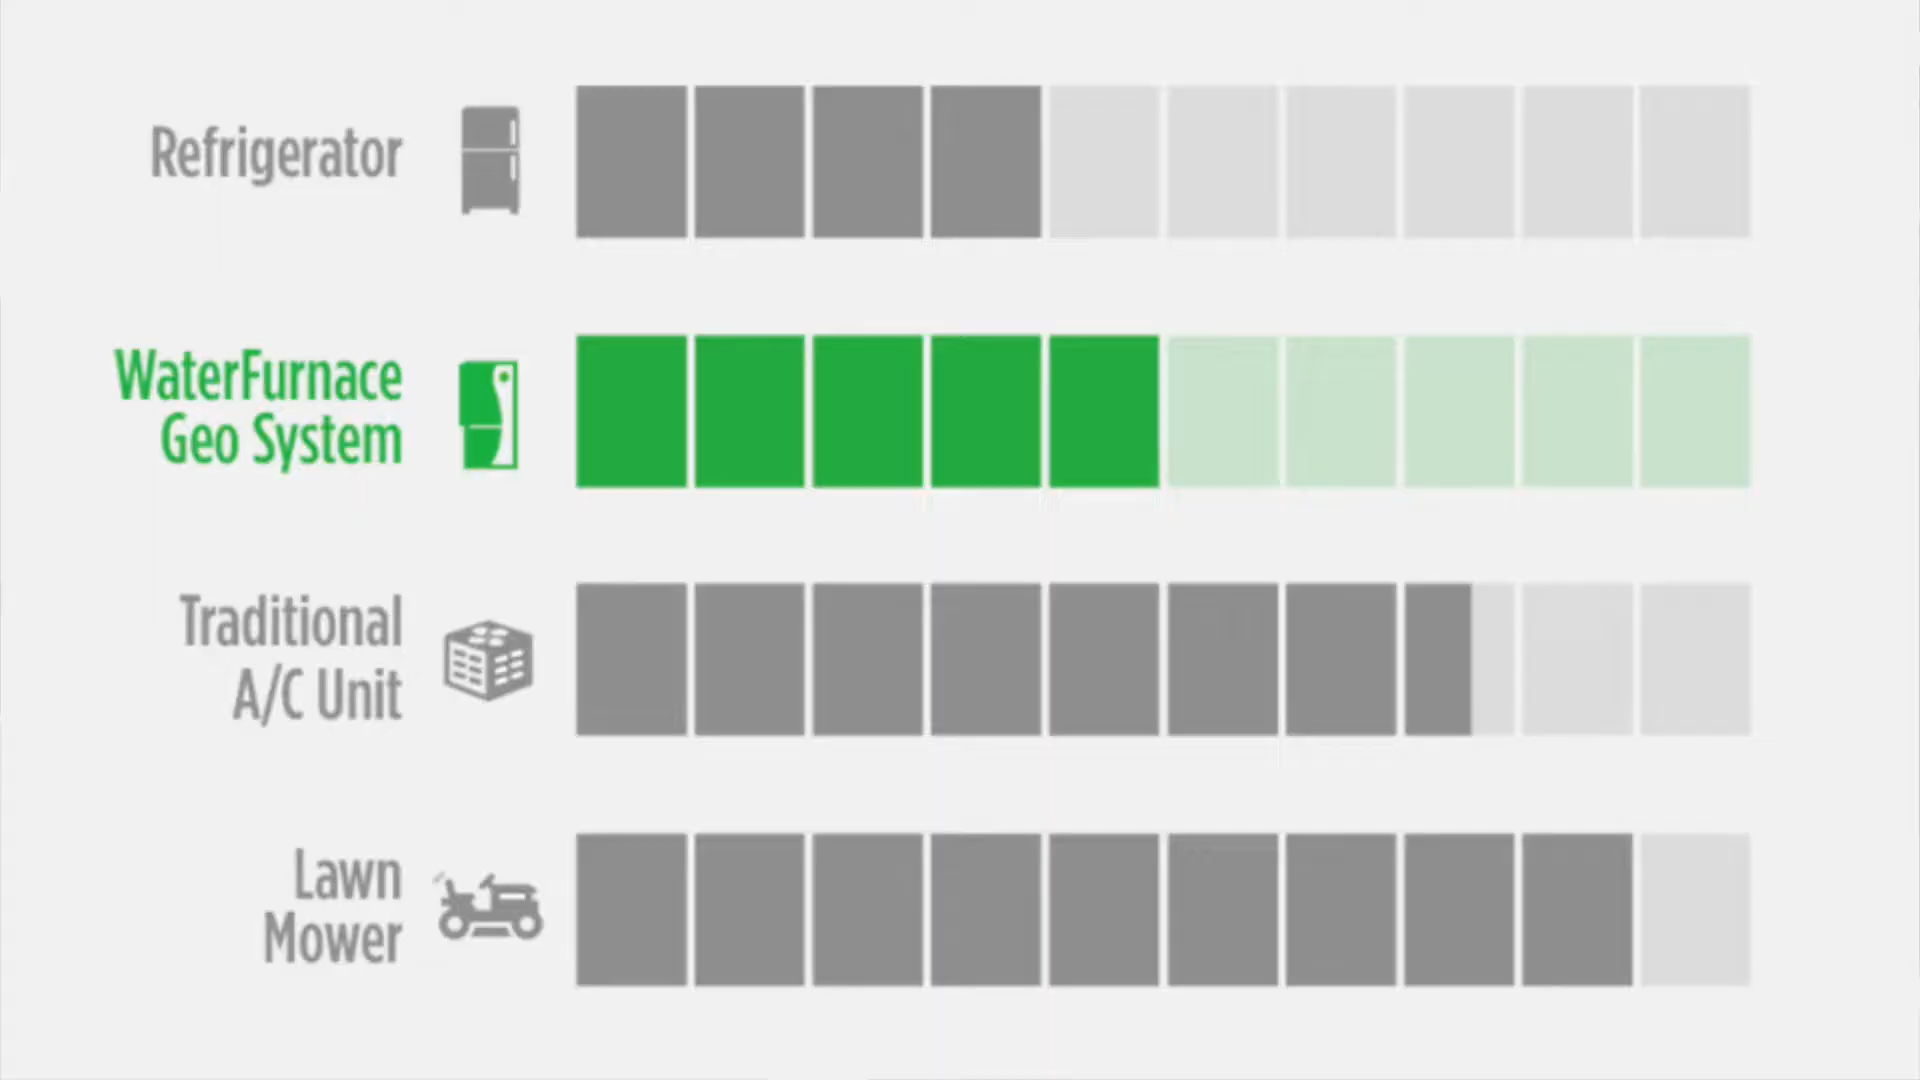 Refrigerator
WaterFurnace
Geo System
Traditional
A/C Unit
Lawn
Mower